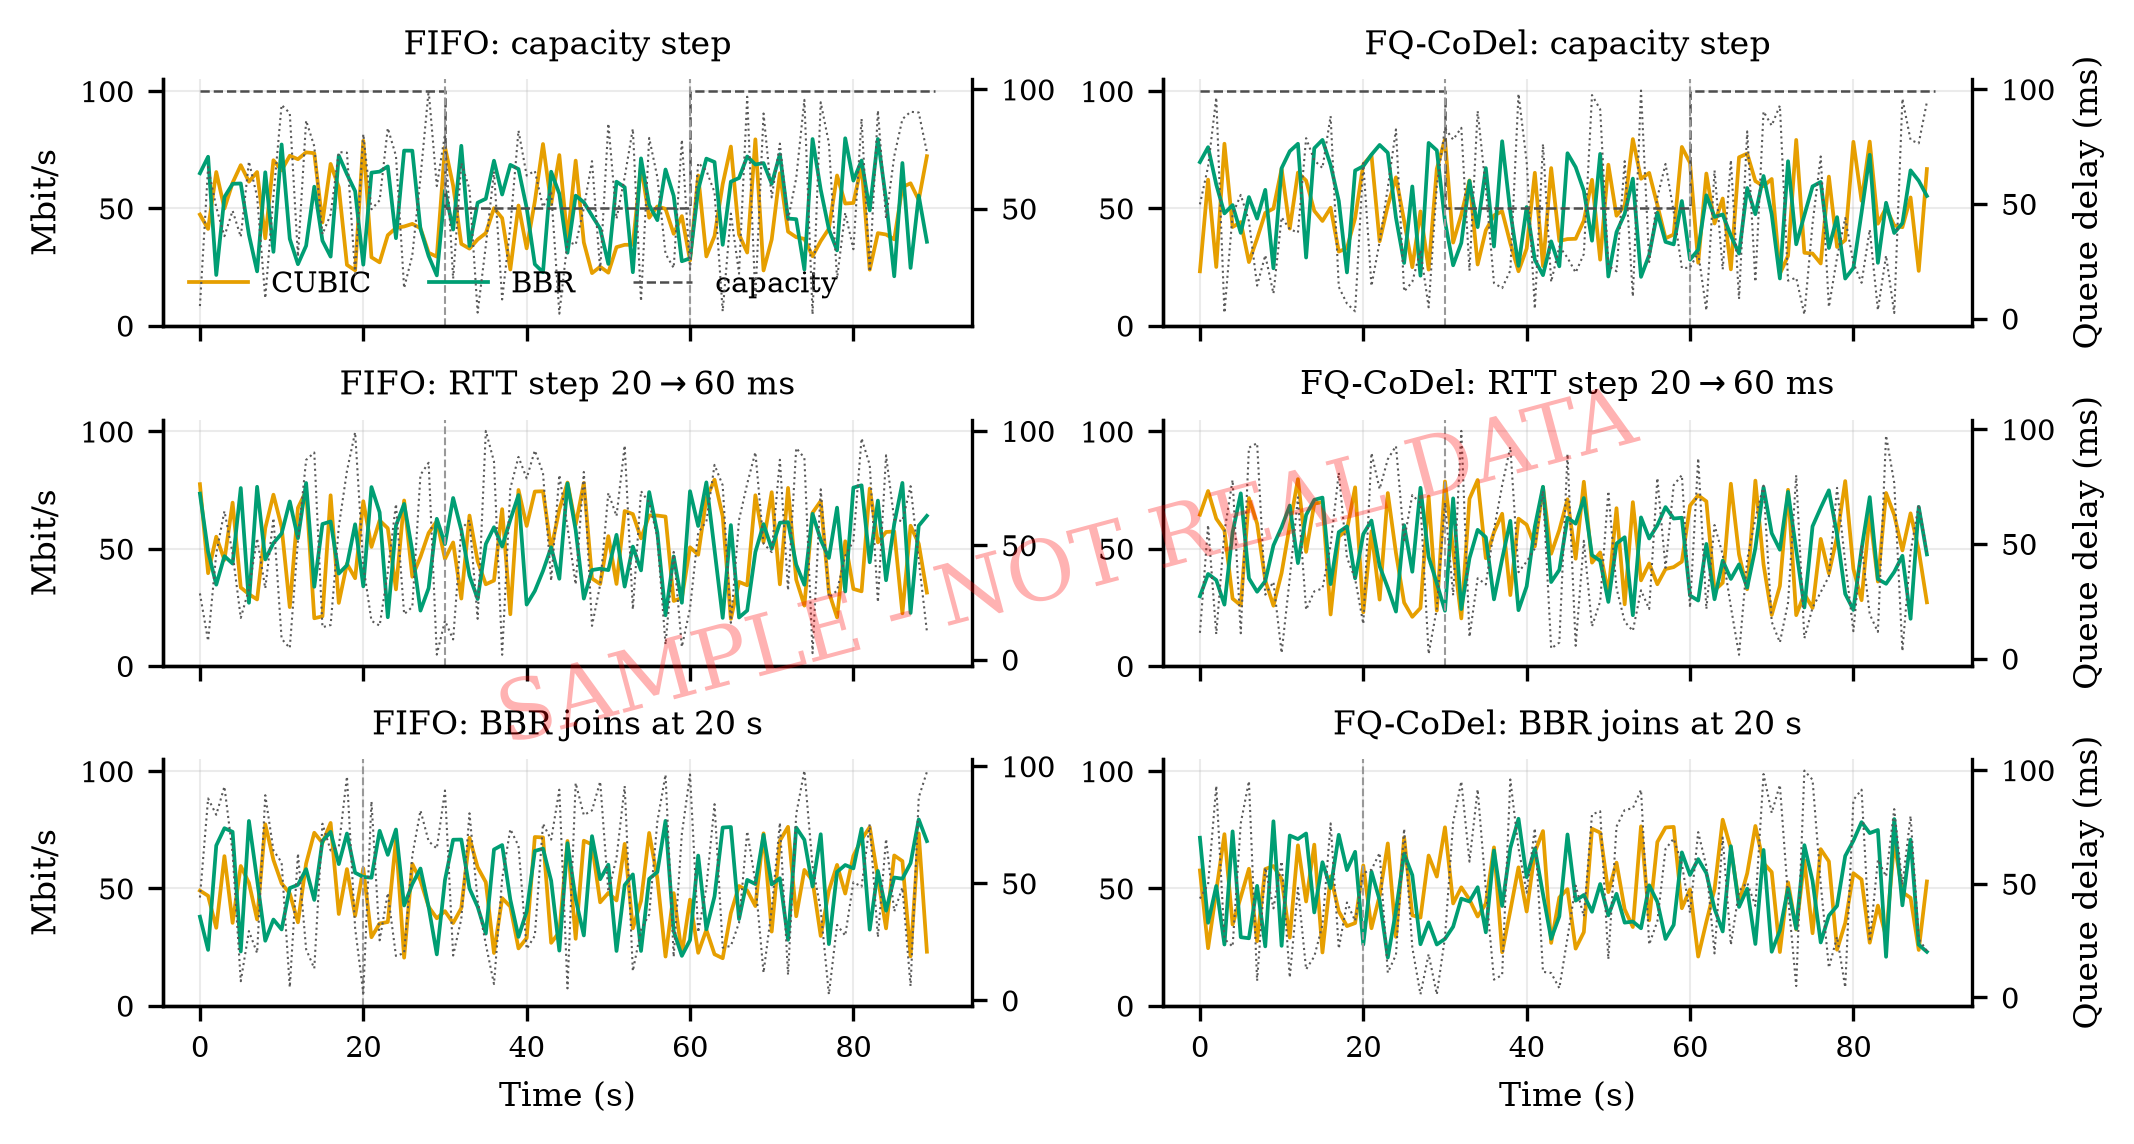 FIFO: capacity step
100
50
0
Mbit/s
100
50
CUBIC
BBR
capacity
FQ-CoDel: capacity step
100
50
0
100
50
0
Queue delay (ms)
FIFO: RTT step 20→60 ms
100
50
0
Mbit/s
100
50
0
FQ-CoDel: RTT step 20→60 ms
100
50
0
100
50
0
Queue delay (ms)
SAMPLE - NOT REAL DATA
FIFO: BBR joins at 20 s
100
50
0
Mbit/s
100
50
0
0 20 40 60 80
Time (s)
FQ-CoDel: BBR joins at 20 s
100
50
0
100
50
0
Queue delay (ms)
0 20 40 60 80
Time (s)